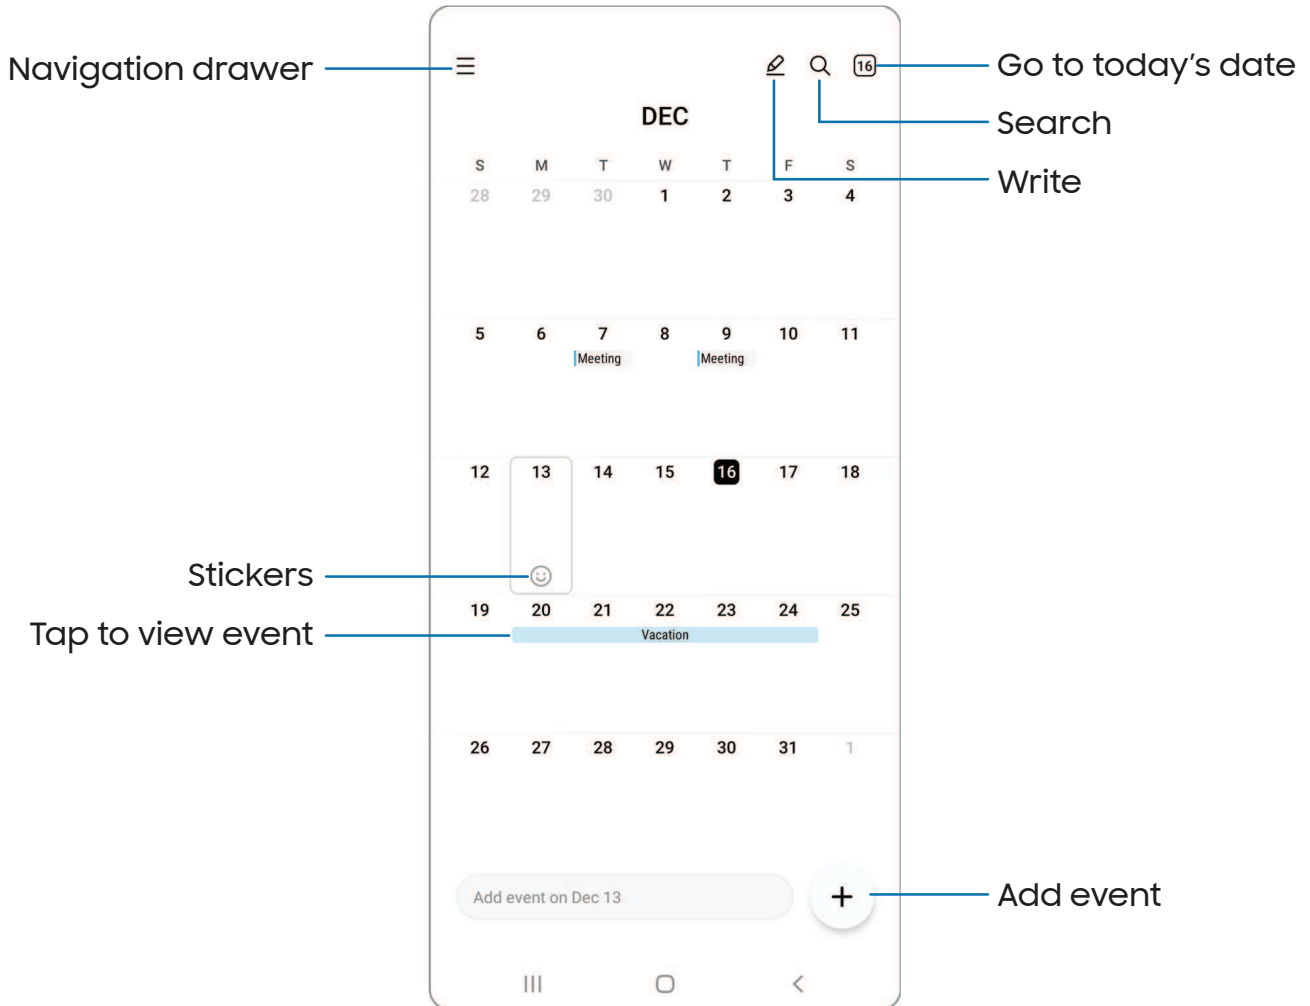 Navigation drawer
16
Go to today's date
Search
Write
DEC
S M T W T F S
28 29 30 1 2 3 4
5 6 7 8 9 10 11
Meeting Meeting
12 13 14 15 16 17 18
Stickers
19 20 21 22 23 24 25
Tap to view event
Vacation
26 27 28 29 30 31 1
Add event on Dec 13
Add event